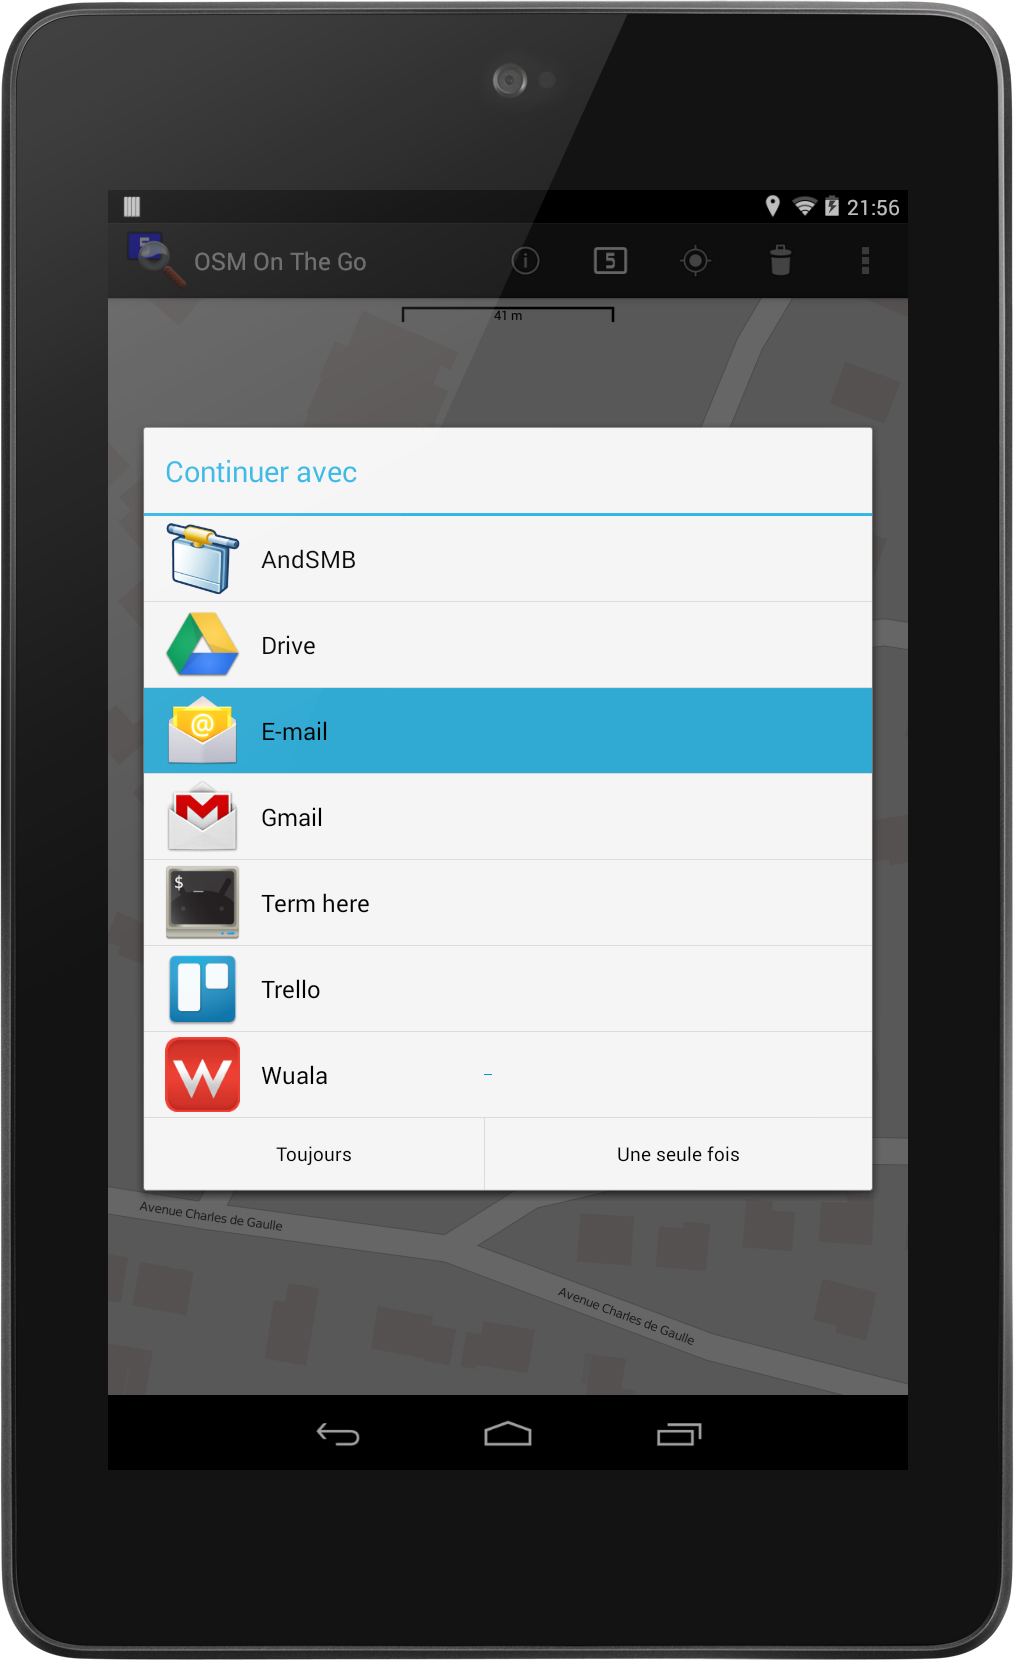 21:56
OSM On The Go
5
41 m
Continuer avec
AndSMB
Drive
E-mail
Gmail
$ _
Term here
Trello
Wuala
Toujours
Une seule fois
Avenue Charles de Gaulle
Avenue Charles de Gaulle